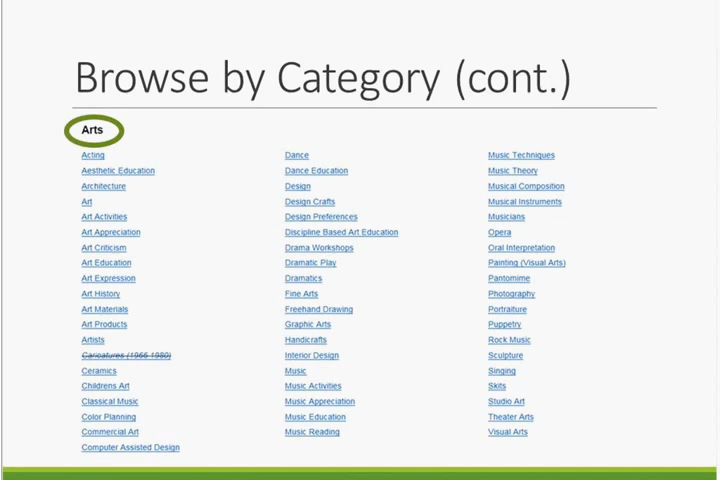 Browse by Category (cont.)
Arts
Acting
Aesthetic Education
Architecture
Art
Art Activities
Art Appreciation
Art Criticism
Art Education
Art Expression
Art History
Art Materials
Art Products
Artists
Caricatures (1966 1980)
Ceramics
Childrens Art
Classical Music
Color Planning
Commercial Art
Computer Assisted Design
Dance
Dance Education
Design
Design Crafts
Design Preferences
Discipline Based Art Education
Drama Workshops
Dramatic Play
Dramatics
Fine Arts
Freehand Drawing
Graphic Arts
Handicrafts
Interior Design
Music
Music Activities
Music Appreciation
Music Education
Music Reading
Music Techniques
Music Theory
Musical Composition
Musical Instruments
Musicians
Opera
Oral Interpretation
Painting (Visual Arts)
Pantomime
Photography
Portraiture
Puppetry
Rock Music
Sculpture
Singing
Skits
Studio Art
Theater Arts
Visual Arts